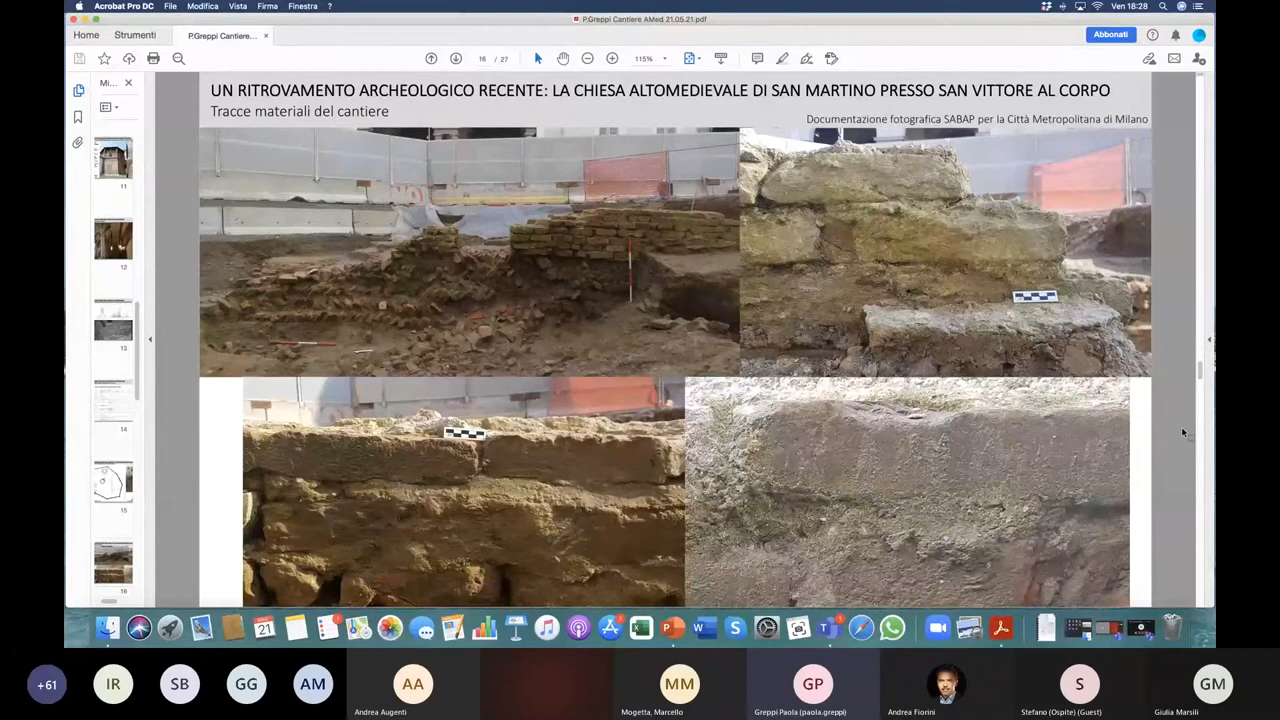 Acrobat Pro DC File Modifica Vista Firma Finestra ? Ven 18:28
P.Greppi Cantiere AMed 21.05.21.pdf
Home Strumenti P.Greppi Cantiere... × Abbonati
16 / 27 115%
Mi...
UN RITROVAMENTO ARCHEOLOGICO RECENTE: LA CHIESA ALTOMEDIEVALE DI SAN MARTINO PRESSO SAN VITTORE AL CORPO
Tracce materiali del cantiere
Documentazione fotografica SABAP per la Città Metropolitana di Milano
11
12
13
14
15
16
21
+61 IR SB GG AM AA MM GP S GM
Andrea Augenti Mogetta, Marcello Greppi Paola (paola.greppi) Andrea Fiorini Stefano (Ospite) (Guest) Giulia Marsili